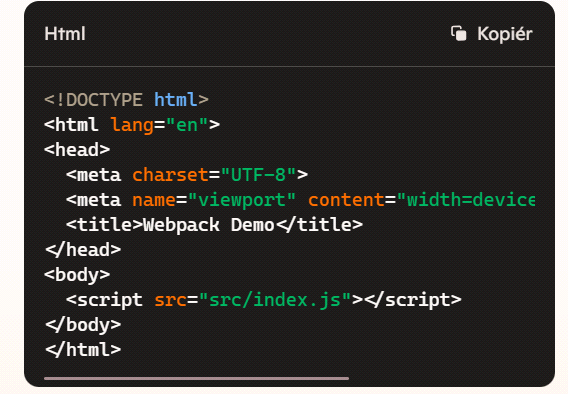 Html
Kopiér
<!DOCTYPE html>
<html lang="en">
<head>
  <meta charset="UTF-8">
  <meta name="viewport" content="width=device
  <title>Webpack Demo</title>
</head>
<body>
  <script src="src/index.js"></script>
</body>
</html>